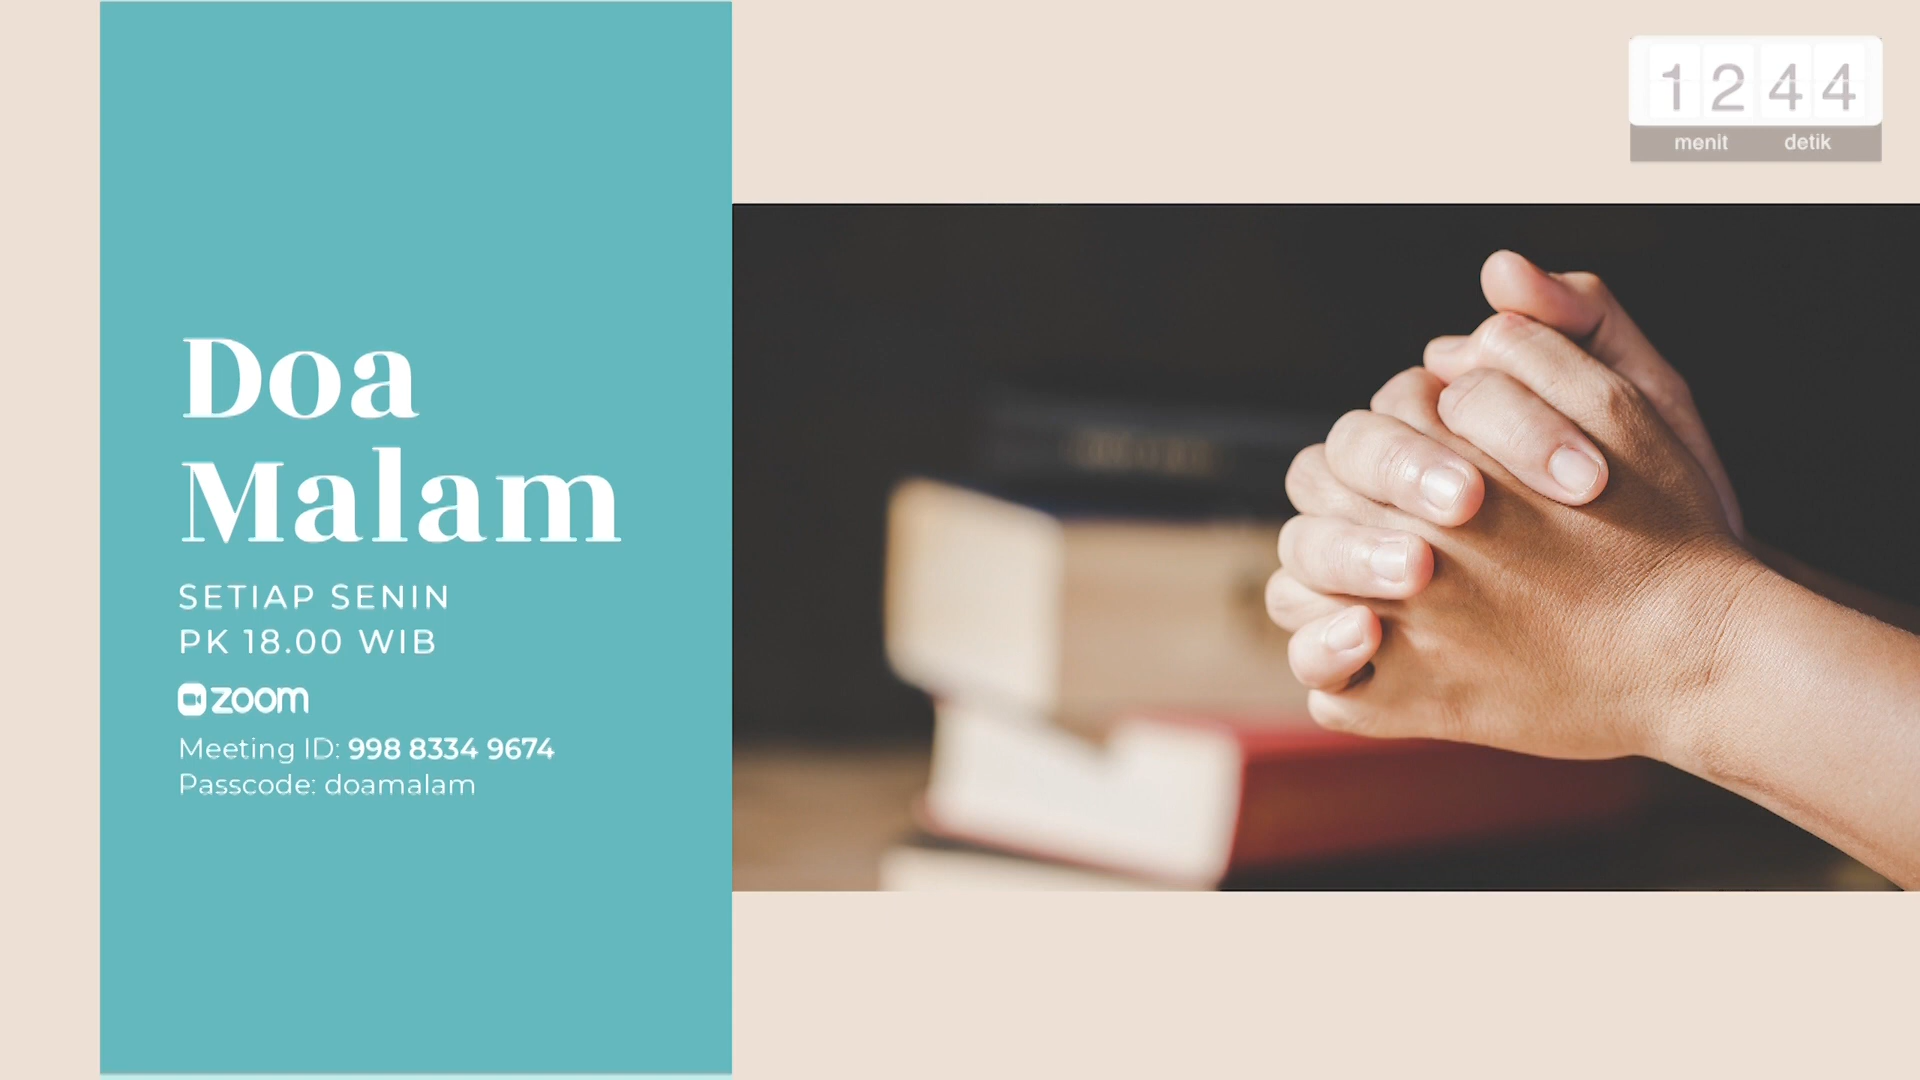 Doa
Malam
SETIAP SENIN
PK 18.00 WIB
zoom
Meeting ID: 998 8334 9674
Passcode: doamalam
12 44
menit detik